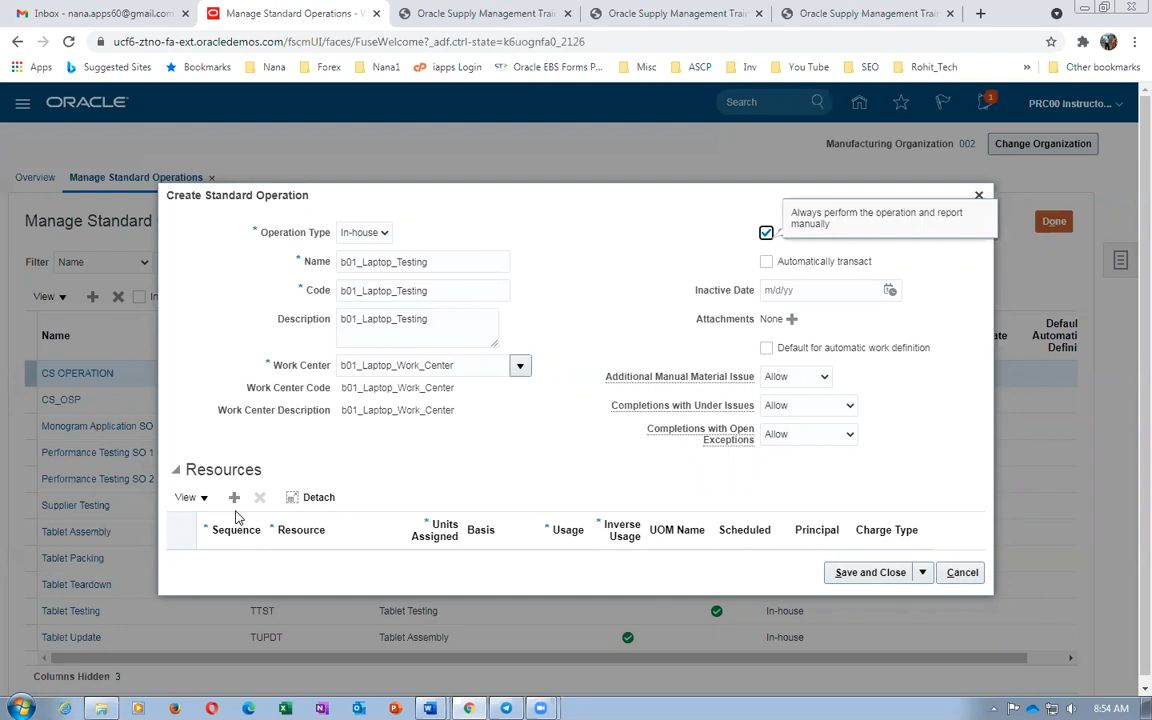 Inbox - nana.apps60@gmail.com
Manage Standard Operations - V
Oracle Supply Management Trai
Oracle Supply Management Trai
Oracle Supply Management Trai
ucf6-ztno-fa-ext.oracledemos.com/fscmUI/faces/FuseWelcome?_adf.ctrl-state=k6uognfa0_2126
Apps Suggested Sites Bookmarks Nana Forex Nana1 iapps Login Oracle EBS Forms P... Misc ASCP Inv You Tube SEO Rohit_Tech » Other bookmarks
ORACLE
Search
1
PRC00 instructo...
Manufacturing Organization 002 Change Organization
Overview Manage Standard Operations
Manage Stand
Done
Filter Name
View
In
Name
Defaul
Automati
Defini
CS OPERATION
CS_OSP
Monogram Application SO
Performance Testing SO 1
Performance Testing SO 2
Supplier Testing
Tablet Assembly
Tablet Packing
Tablet Teardown
Tablet Testing TTST Tablet Testing In-house
Tablet Update TUPDT Tablet Assembly In-house
Columns Hidden 3
Create Standard Operation
Always perform the operation and report
manually
* Operation Type In-house
* Name b01_Laptop_Testing
Automatically transact
* Code b01_Laptop_Testing
Inactive Date m/d/yy
Description b01_Laptop_Testing
Attachments None
Default for automatic work definition
* Work Center b01_Laptop_Work_Center
Additional Manual Material Issue Allow
Work Center Code b01_Laptop_Work_Center
Completions with Under Issues Allow
Work Center Description b01_Laptop_Work_Center
Completions with Open
Exceptions Allow
Resources
View Detach
* Sequence * Resource * Units
Assigned Basis * Usage * Inverse
Usage UOM Name Scheduled Principal Charge Type
Save and Close Cancel
8:54 AM